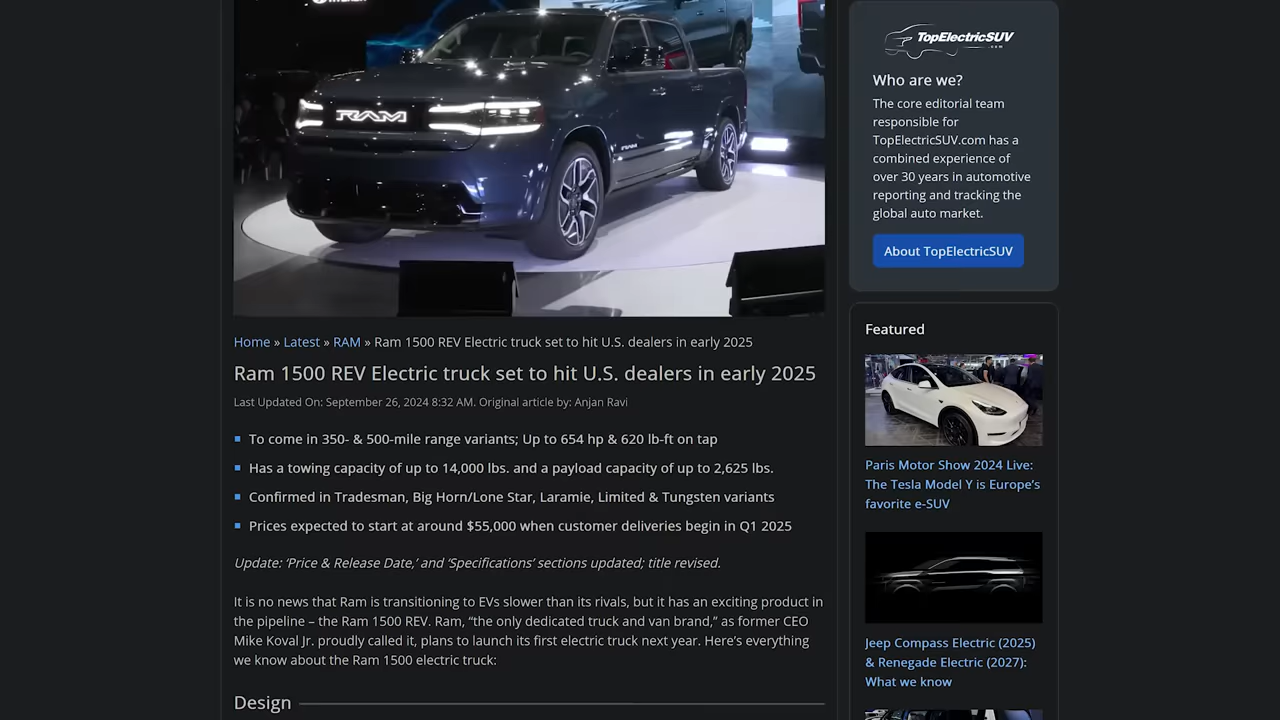 RAM
Home » Latest » RAM » Ram 1500 REV Electric truck set to hit U.S. dealers in early 2025
Ram 1500 REV Electric truck set to hit U.S. dealers in early 2025
Last Updated On: September 26, 2024 8:32 AM. Original article by: Anjan Ravi
To come in 350- & 500-mile range variants; Up to 654 hp & 620 lb-ft on tap
Has a towing capacity of up to 14,000 lbs. and a payload capacity of up to 2,625 lbs.
Confirmed in Tradesman, Big Horn/Lone Star, Laramie, Limited & Tungsten variants
Prices expected to start at around $55,000 when customer deliveries begin in Q1 2025
Update: ‘Price & Release Date,’ and ‘Specifications’ sections updated; title revised.
It is no news that Ram is transitioning to EVs slower than its rivals, but it has an exciting product in
the pipeline – the Ram 1500 REV. Ram, “the only dedicated truck and van brand,” as former CEO
Mike Koval Jr. proudly called it, plans to launch its first electric truck next year. Here’s everything
we know about the Ram 1500 electric truck:
Design
TopElectricSUV
.com
Who are we?
The core editorial team
responsible for
TopElectricSUV.com has a
combined experience of
over 30 years in automotive
reporting and tracking the
global auto market.
About TopElectricSUV
Featured
Paris Motor Show 2024 Live:
The Tesla Model Y is Europe’s
favorite e-SUV
Jeep Compass Electric (2025)
& Renegade Electric (2027):
What we know